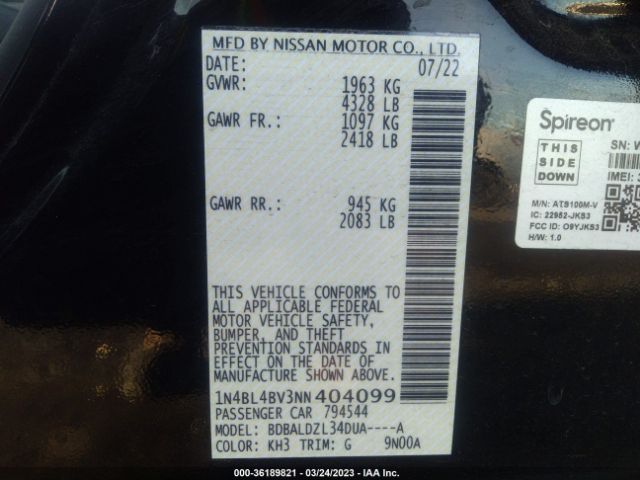 MFD BY NISSAN MOTOR CO., LTD.
DATE: 07/22
GVWR: 1963 KG
4328 LB
GAWR FR.: 1097 KG
2418 LB
GAWR RR.: 945 KG
2083 LB
THIS VEHICLE CONFORMS TO
ALL APPLICABLE FEDERAL
MOTOR VEHICLE SAFETY,
BUMPER, AND THEFT
PREVENTION STANDARDS IN
EFFECT ON THE DATE OF
MANUFACTURE SHOWN ABOVE.
1N4BL4BV3NN404099
PASSENGER CAR 794544
MODEL: BDBALDZL34DUA----A
COLOR: KH3 TRIM: G 9N00A
Spireon
THIS
SIDE
DOWN
SN:
IMEI:
M/N: ATS100M-V
IC: 22982-JKS3
FCC ID: O9YJKS3
H/W: 1.0
000-36189821 - 03/24/2023 - IAA Inc.